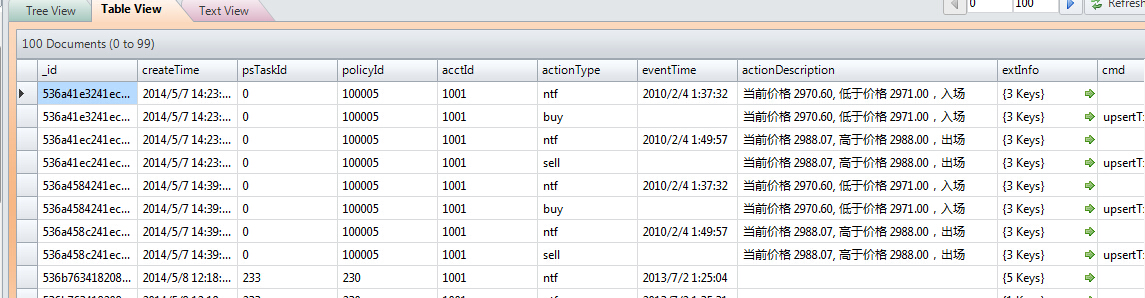 Tree View Table View Text View 0 100 Refresh
100 Documents (0 to 99)
_id createTime psTaskId policyId acctId actionType eventTime actionDescription extInfo cmd
536a41e3241ec... 2014/5/7 14:23:... 0 100005 1001 ntf 2010/2/4 1:37:32 当前价格 2970.60, 低于价格 2971.00，入场 {3 Keys}
536a41e3241ec... 2014/5/7 14:23:... 0 100005 1001 buy 当前价格 2970.60, 低于价格 2971.00，入场 {3 Keys} upsertT
536a41ec241ec... 2014/5/7 14:23:... 0 100005 1001 ntf 2010/2/4 1:49:57 当前价格 2988.07, 高于价格 2988.00，出场 {3 Keys}
536a41ec241ec... 2014/5/7 14:23:... 0 100005 1001 sell 当前价格 2988.07, 高于价格 2988.00，出场 {3 Keys} upsertT
536a4584241ec... 2014/5/7 14:39:... 0 100005 1001 ntf 2010/2/4 1:37:32 当前价格 2970.60, 低于价格 2971.00，入场 {3 Keys}
536a4584241ec... 2014/5/7 14:39:... 0 100005 1001 buy 当前价格 2970.60, 低于价格 2971.00，入场 {3 Keys} upsertT
536a458c241ec... 2014/5/7 14:39:... 0 100005 1001 ntf 2010/2/4 1:49:57 当前价格 2988.07, 高于价格 2988.00，出场 {3 Keys}
536a458c241ec... 2014/5/7 14:39:... 0 100005 1001 sell 当前价格 2988.07, 高于价格 2988.00，出场 {3 Keys} upsertT
536b763418208... 2014/5/8 12:18:... 233 230 1001 ntf 2013/7/2 1:25:04 {5 Keys}